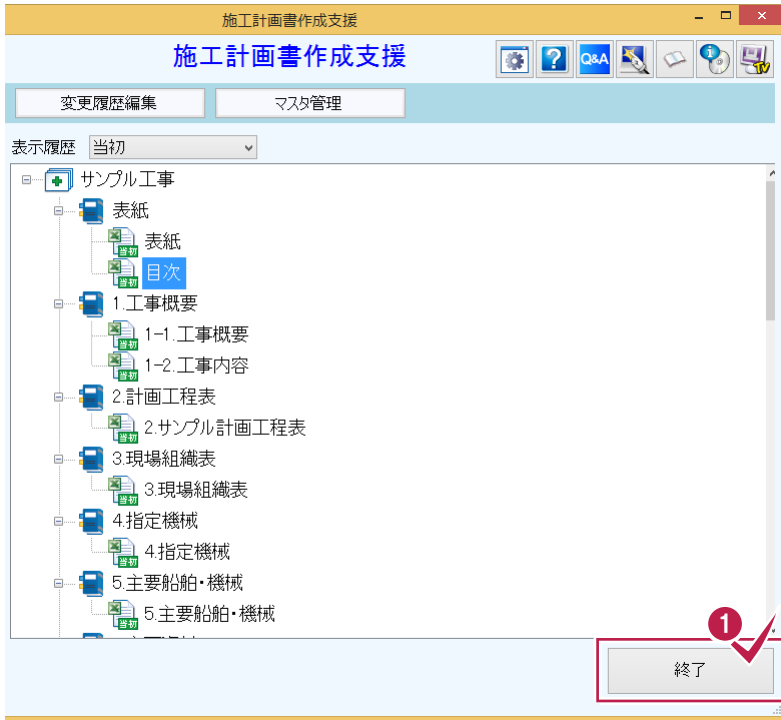 施工計画書作成支援
施工計画書作成支援
Q&A
TV
変更履歴編集 マスタ管理
表示履歴 当初
サンプル工事
表紙
当初 表紙
当初 目次
1.工事概要
当初 1-1.工事概要
当初 1-2.工事内容
2.計画工程表
当初 2.サンプル計画工程表
3.現場組織表
当初 3.現場組織表
4.指定機械
当初 4.指定機械
5.主要船舶・機械
当初 5.主要船舶・機械
1
終了